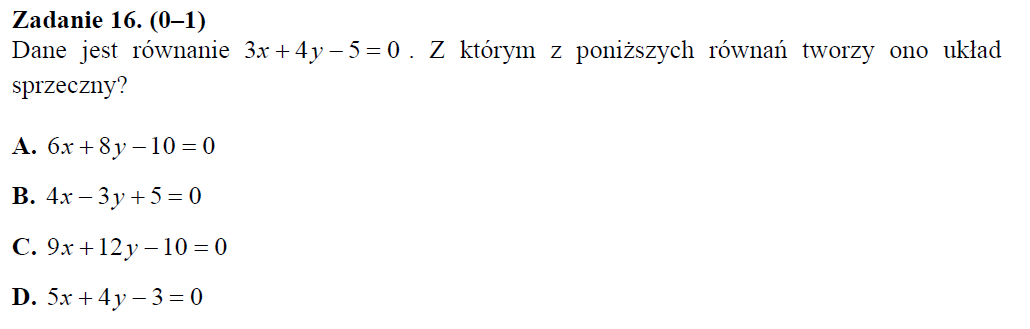 Zadanie 16. (0–1)
Dane jest równanie 3x + 4y − 5 = 0 . Z którym z poniższych równań tworzy ono układ
sprzeczny?
A. 6x + 8y − 10 = 0
B. 4x − 3y + 5 = 0
C. 9x + 12y − 10 = 0
D. 5x + 4y − 3 = 0